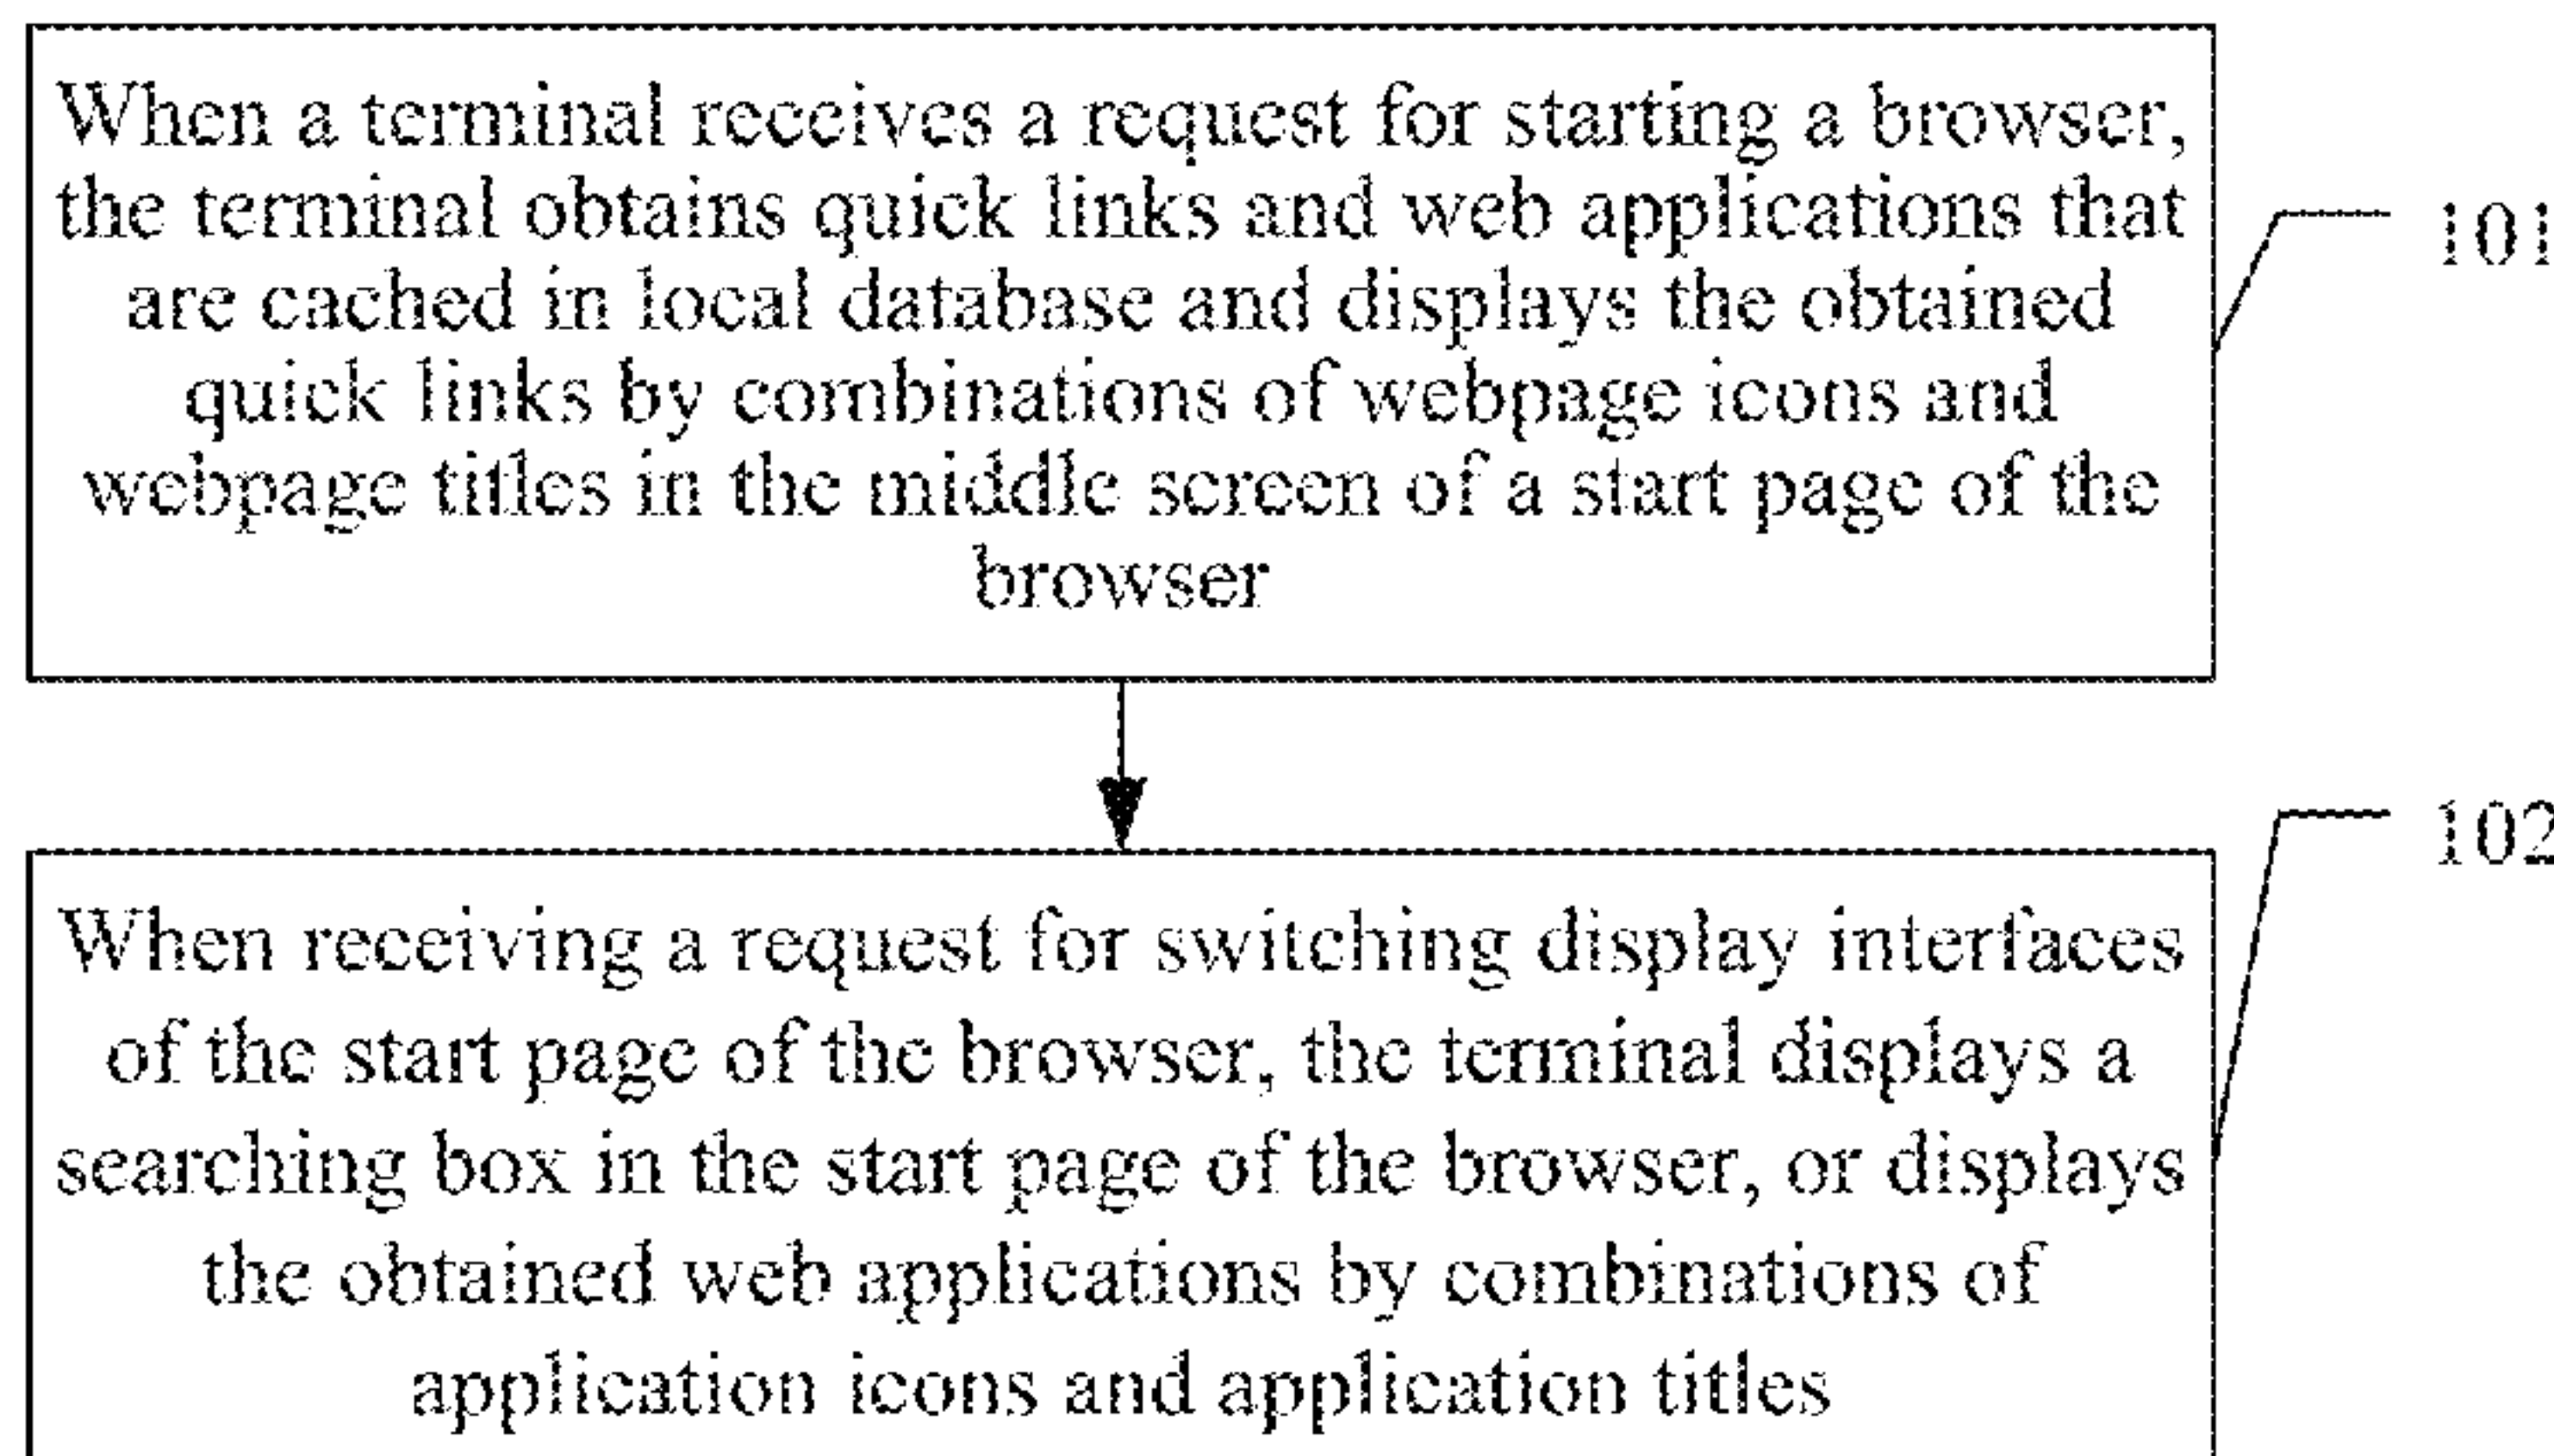 When a terminal receives a request for starting a browser,
the terminal obtains quick links and web applications that
are cached in local database and displays the obtained
quick links by combinations of webpage icons and
webpage titles in the middle screen of a start page of the
browser
101
When receiving a request for switching display interfaces
of the start page of the browser, the terminal displays a
searching box in the start page of the browser, or displays
the obtained web applications by combinations of
application icons and application titles
102